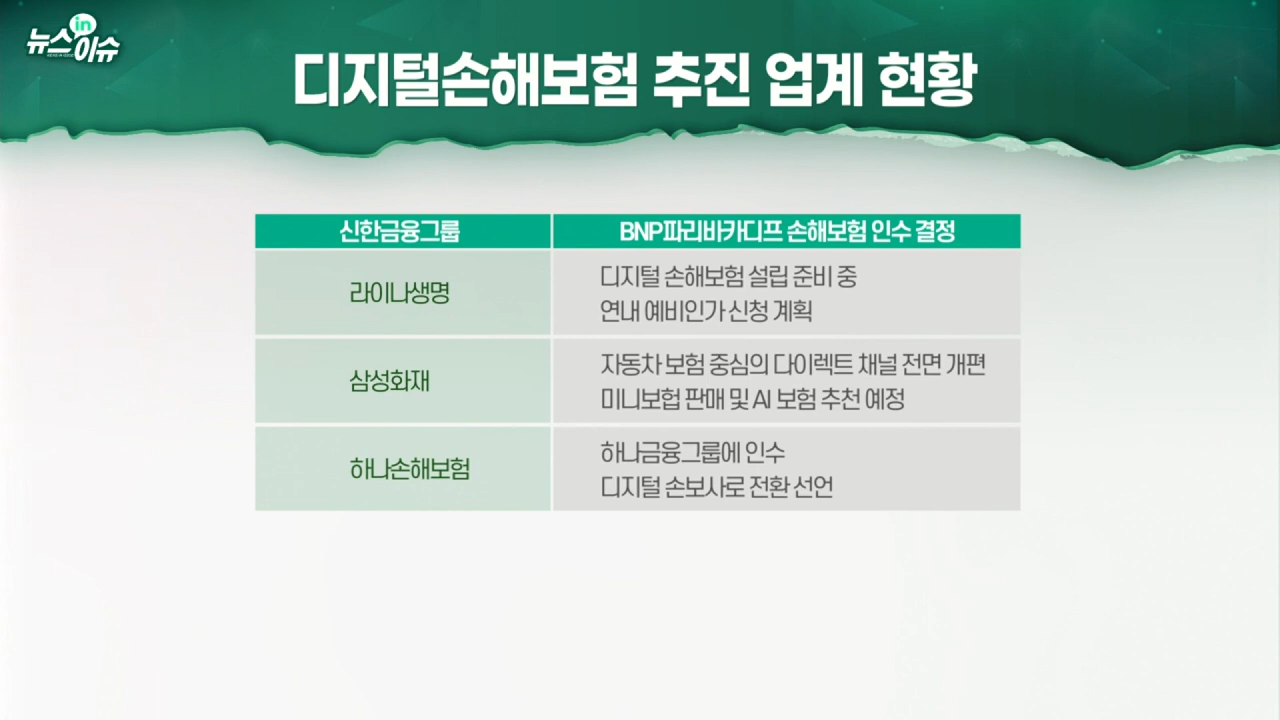 뉴스in이슈
디지털손해보험 추진 업계 현황
신한금융그룹
BNP파리바카디프 손해보험 인수 결정
라이나생명
디지털 손해보험 설립 준비 중
연내 예비인가 신청 계획
삼성화재
자동차 보험 중심의 다이렉트 채널 전면 개편
미니보헙 판매 및 AI 보험 추천 예정
하나손해보험
하나금융그룹에 인수
디지털 손보사로 전환 선언